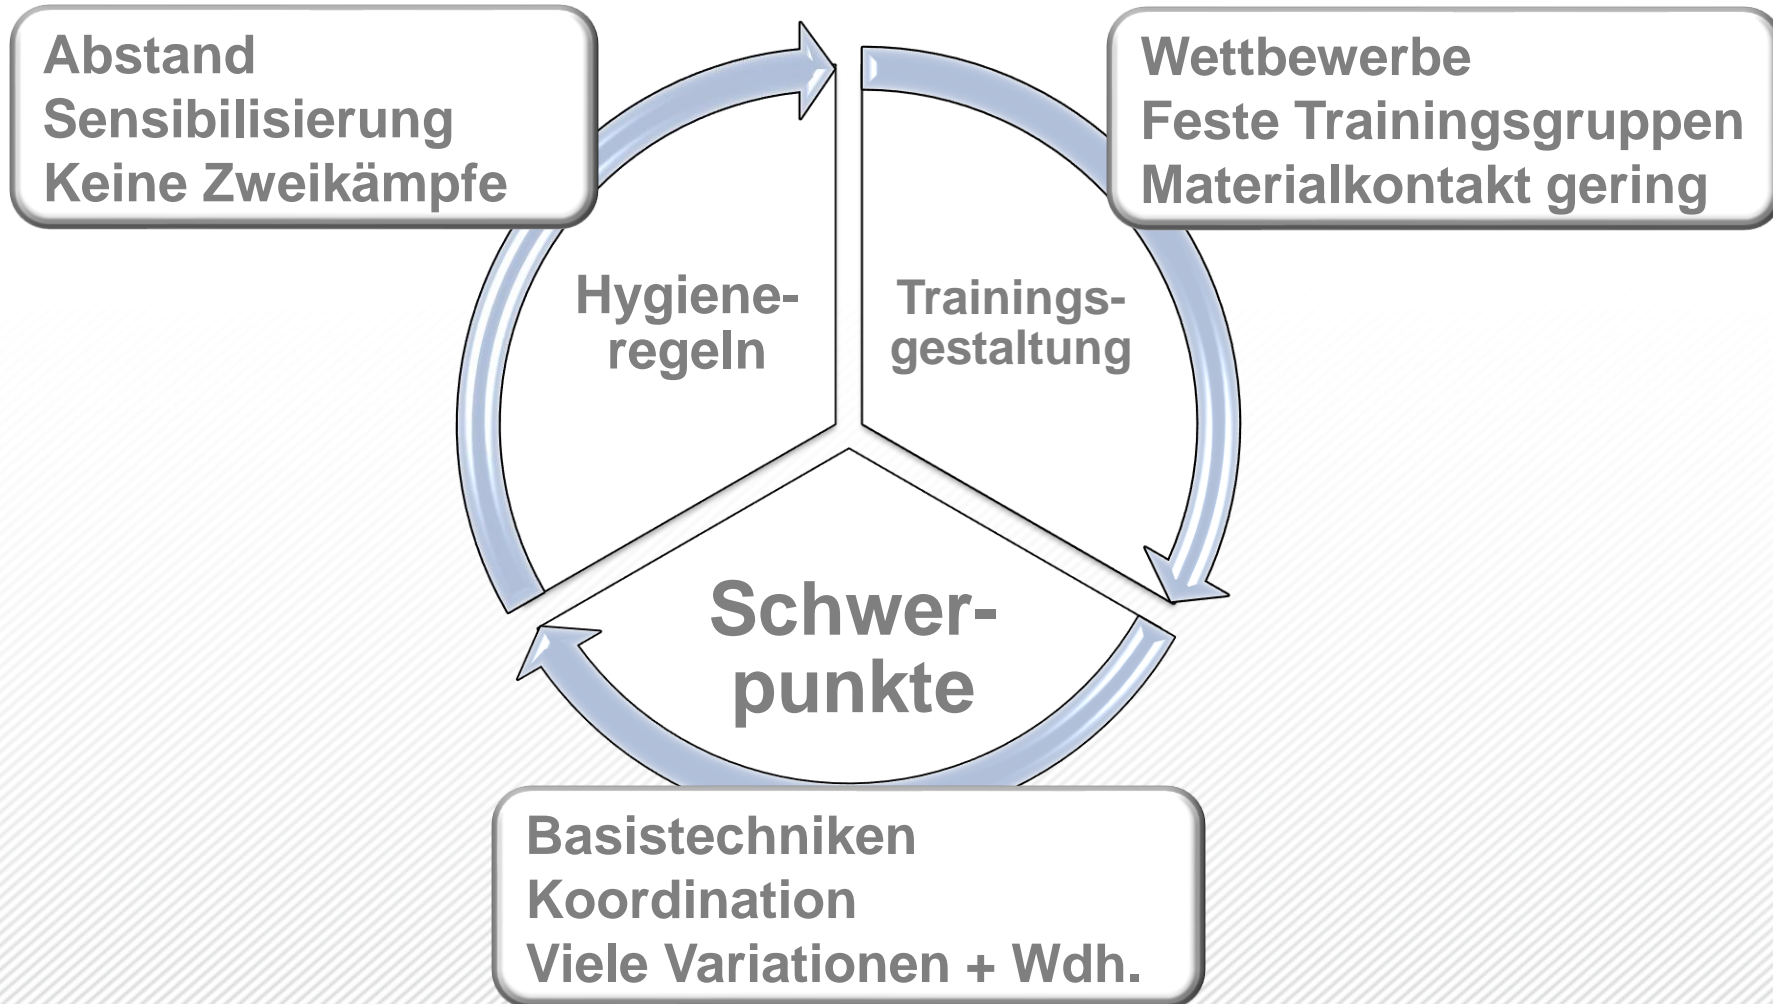 Abstand
Sensibilisierung
Keine Zweikämpfe
Wettbewerbe
Feste Trainingsgruppen
Materialkontakt gering
Hygiene-
regeln
Trainings-
gestaltung
Schwer-
punkte
Basistechniken
Koordination
Viele Variationen + Wdh.